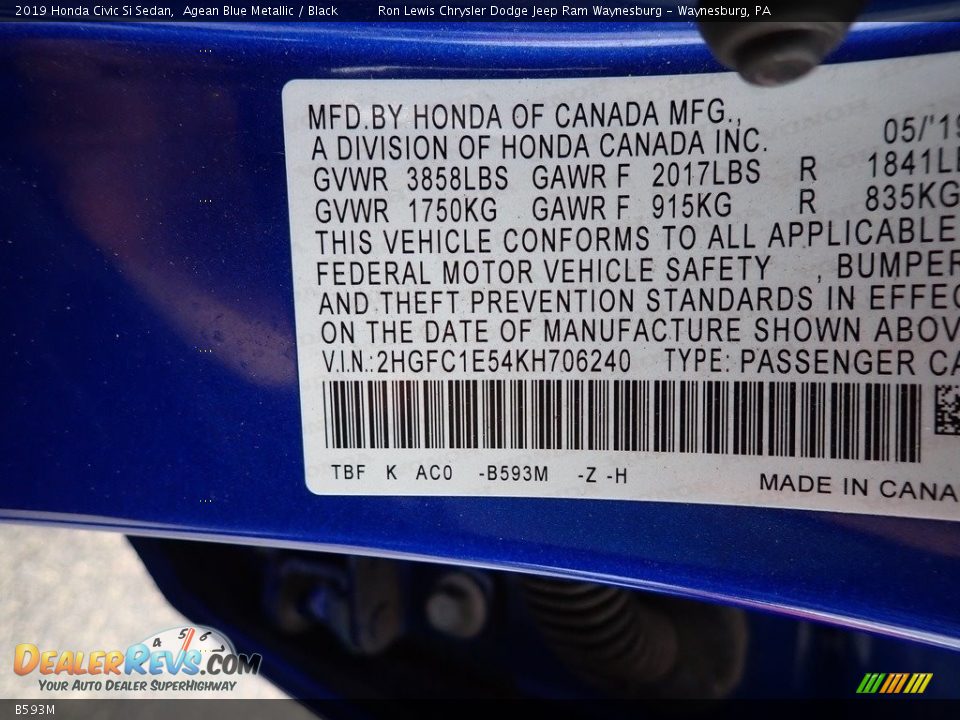 2019 Honda Civic Si Sedan, Agean Blue Metallic / Black Ron Lewis Chrysler Dodge Jeep Ram Waynesburg - Waynesburg, PA
MFD.BY HONDA OF CANADA MFG.,
A DIVISION OF HONDA CANADA INC. 05/'19
GVWR 3858LBS GAWR F 2017LBS R 1841LB
GVWR 1750KG GAWR F 915KG R 835KG
THIS VEHICLE CONFORMS TO ALL APPLICABLE
FEDERAL MOTOR VEHICLE SAFETY , BUMPER
AND THEFT PREVENTION STANDARDS IN EFFEC
ON THE DATE OF MANUFACTURE SHOWN ABOV
V.I.N.:2HGFC1E54KH706240 TYPE: PASSENGER CA
TBF K AC0 -B593M -Z -H
MADE IN CANA
4 5 6
DEALERREVS.COM
YOUR AUTO DEALER SUPERHIGHWAY
B593M